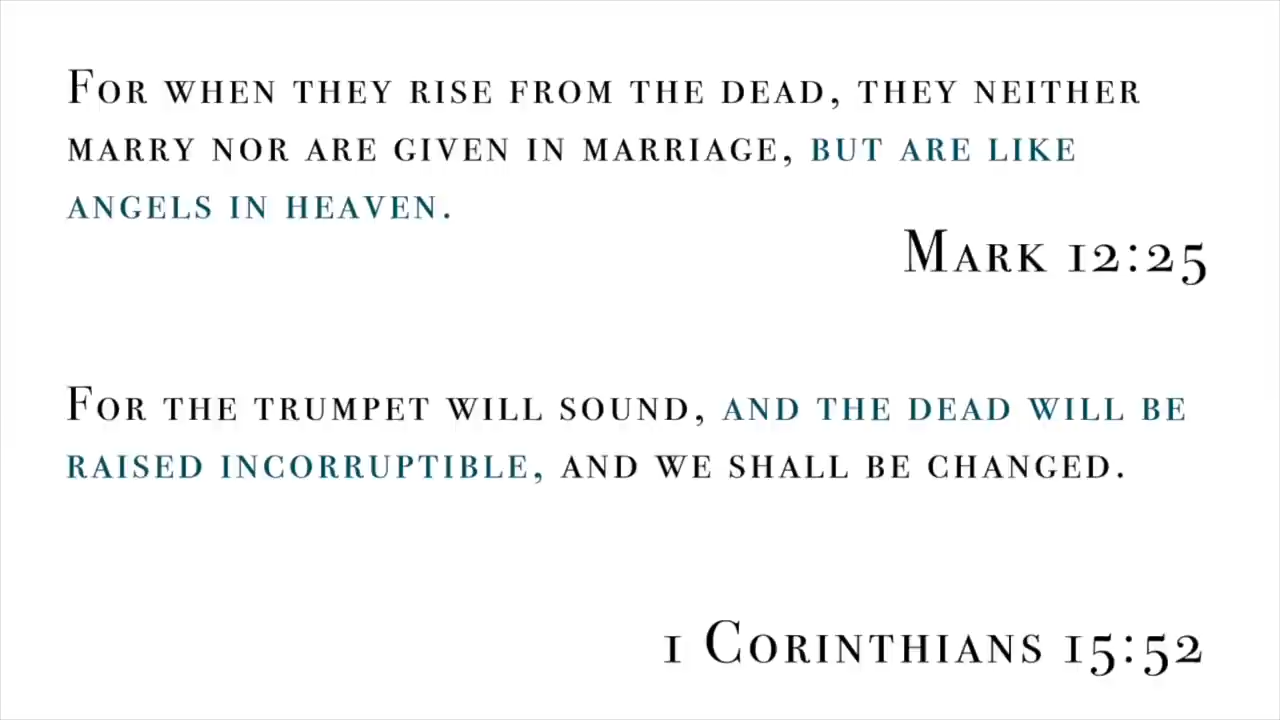 For when they rise from the dead, they neither
marry nor are given in marriage, but are like
angels in heaven.
Mark 12:25
For the trumpet will sound, and the dead will be
raised incorruptible, and we shall be changed.
1 Corinthians 15:52